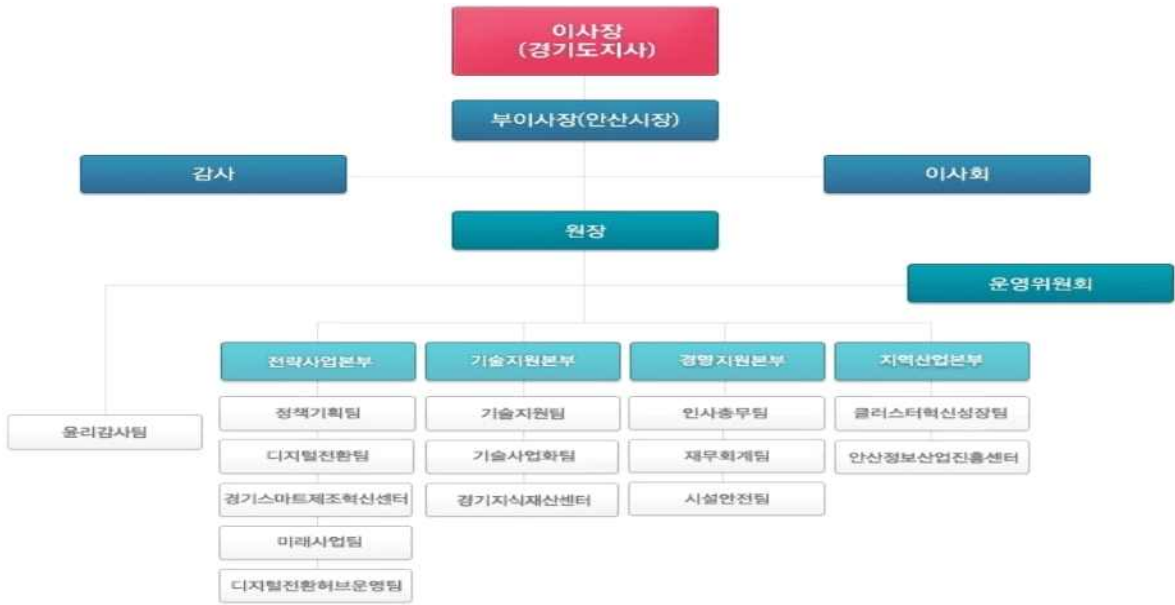 이사장
(경기도지사)
부이사장(안산시장)
감사
이사회
원장
운영위원회
전략사업본부
기술지원본부
경영지원본부
지역산업본부
윤리감사팀
정책기획팀
디지털전환팀
경기스마트제조혁신센터
미래사업팀
디지털전환허브운영팀
기술지원팀
기술사업화팀
경기지식재산센터
인사총무팀
재무회계팀
시설안전팀
클러스터혁신성장팀
안산정보산업진흥센터